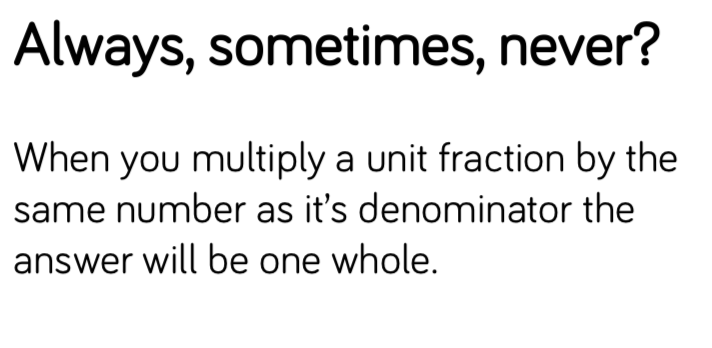 Always, sometimes, never?
When you multiply a unit fraction by the
same number as it’s denominator the
answer will be one whole.